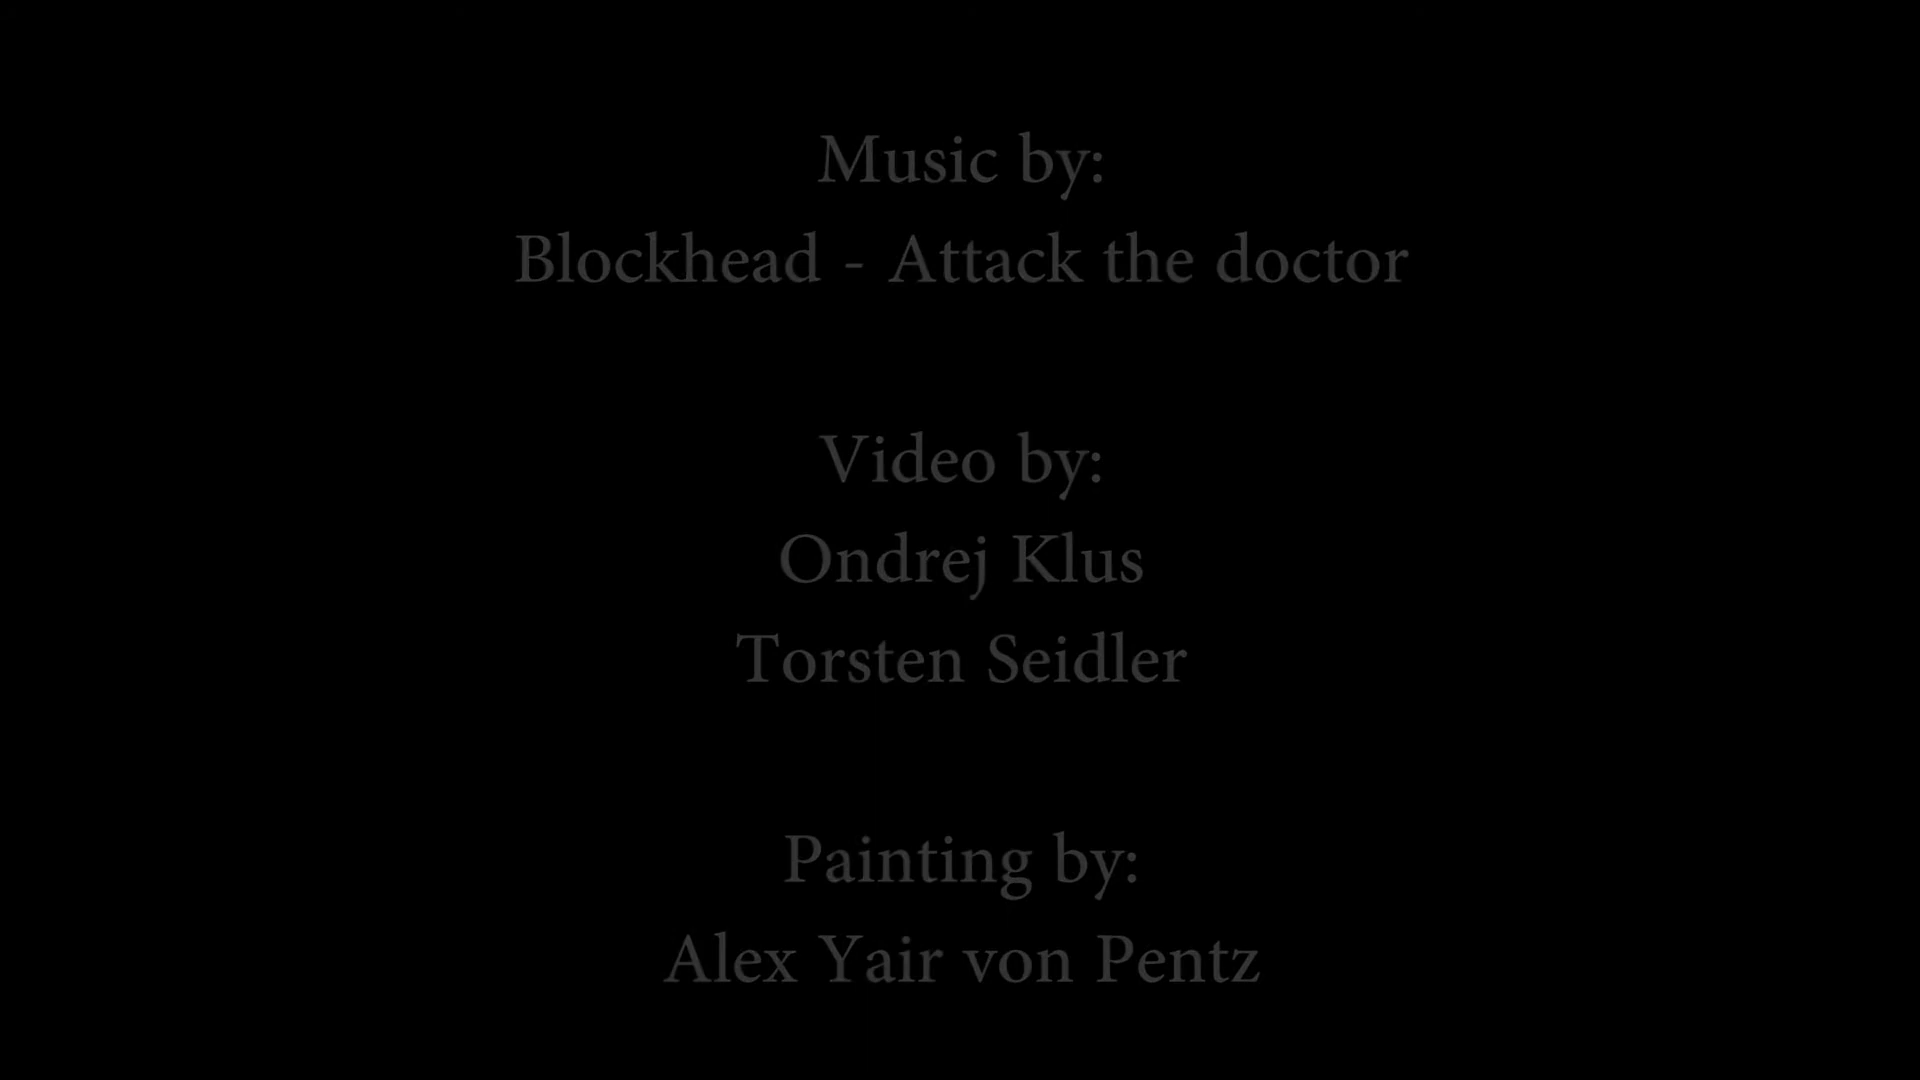 Music by:
Blockhead - Attack the doctor
Video by:
Ondrej Klus
Torsten Seidler
Painting by:
Alex Yair von Pentz